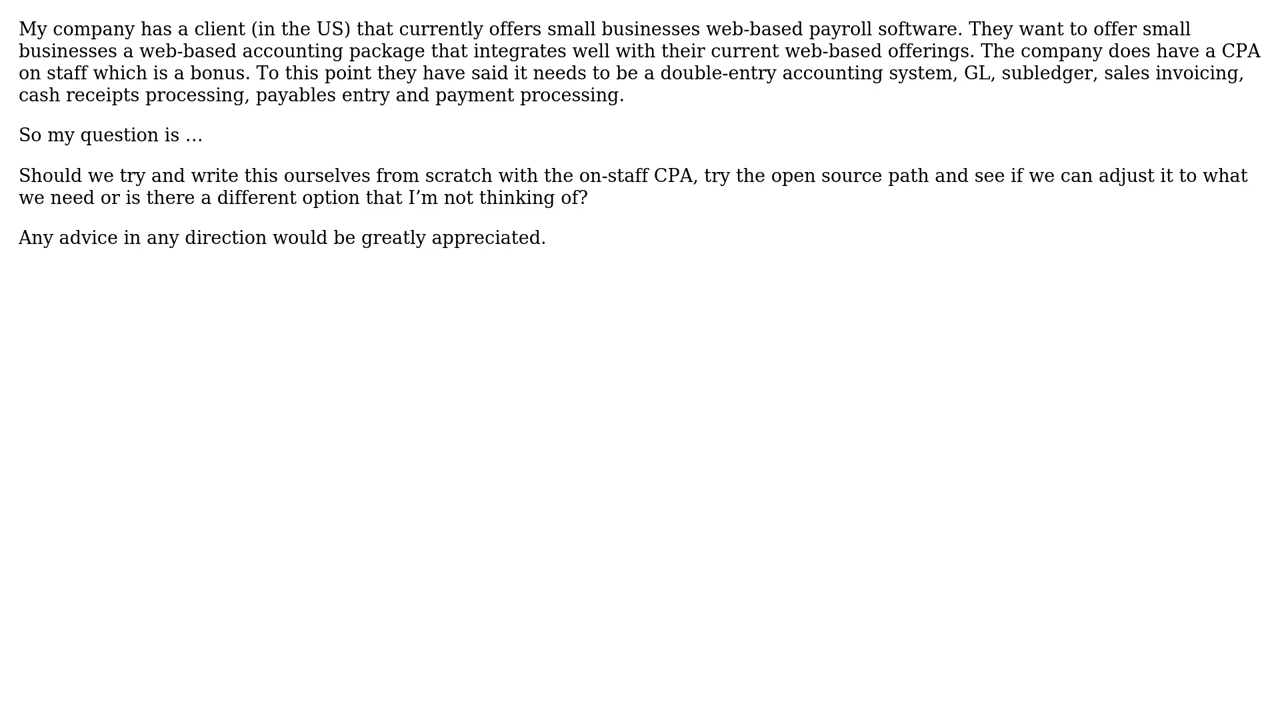 My company has a client (in the US) that currently offers small businesses web-based payroll software. They want to offer small
businesses a web-based accounting package that integrates well with their current web-based offerings. The company does have a CPA
on staff which is a bonus. To this point they have said it needs to be a double-entry accounting system, GL, subledger, sales invoicing,
cash receipts processing, payables entry and payment processing.
So my question is …
Should we try and write this ourselves from scratch with the on-staff CPA, try the open source path and see if we can adjust it to what
we need or is there a different option that I’m not thinking of?
Any advice in any direction would be greatly appreciated.